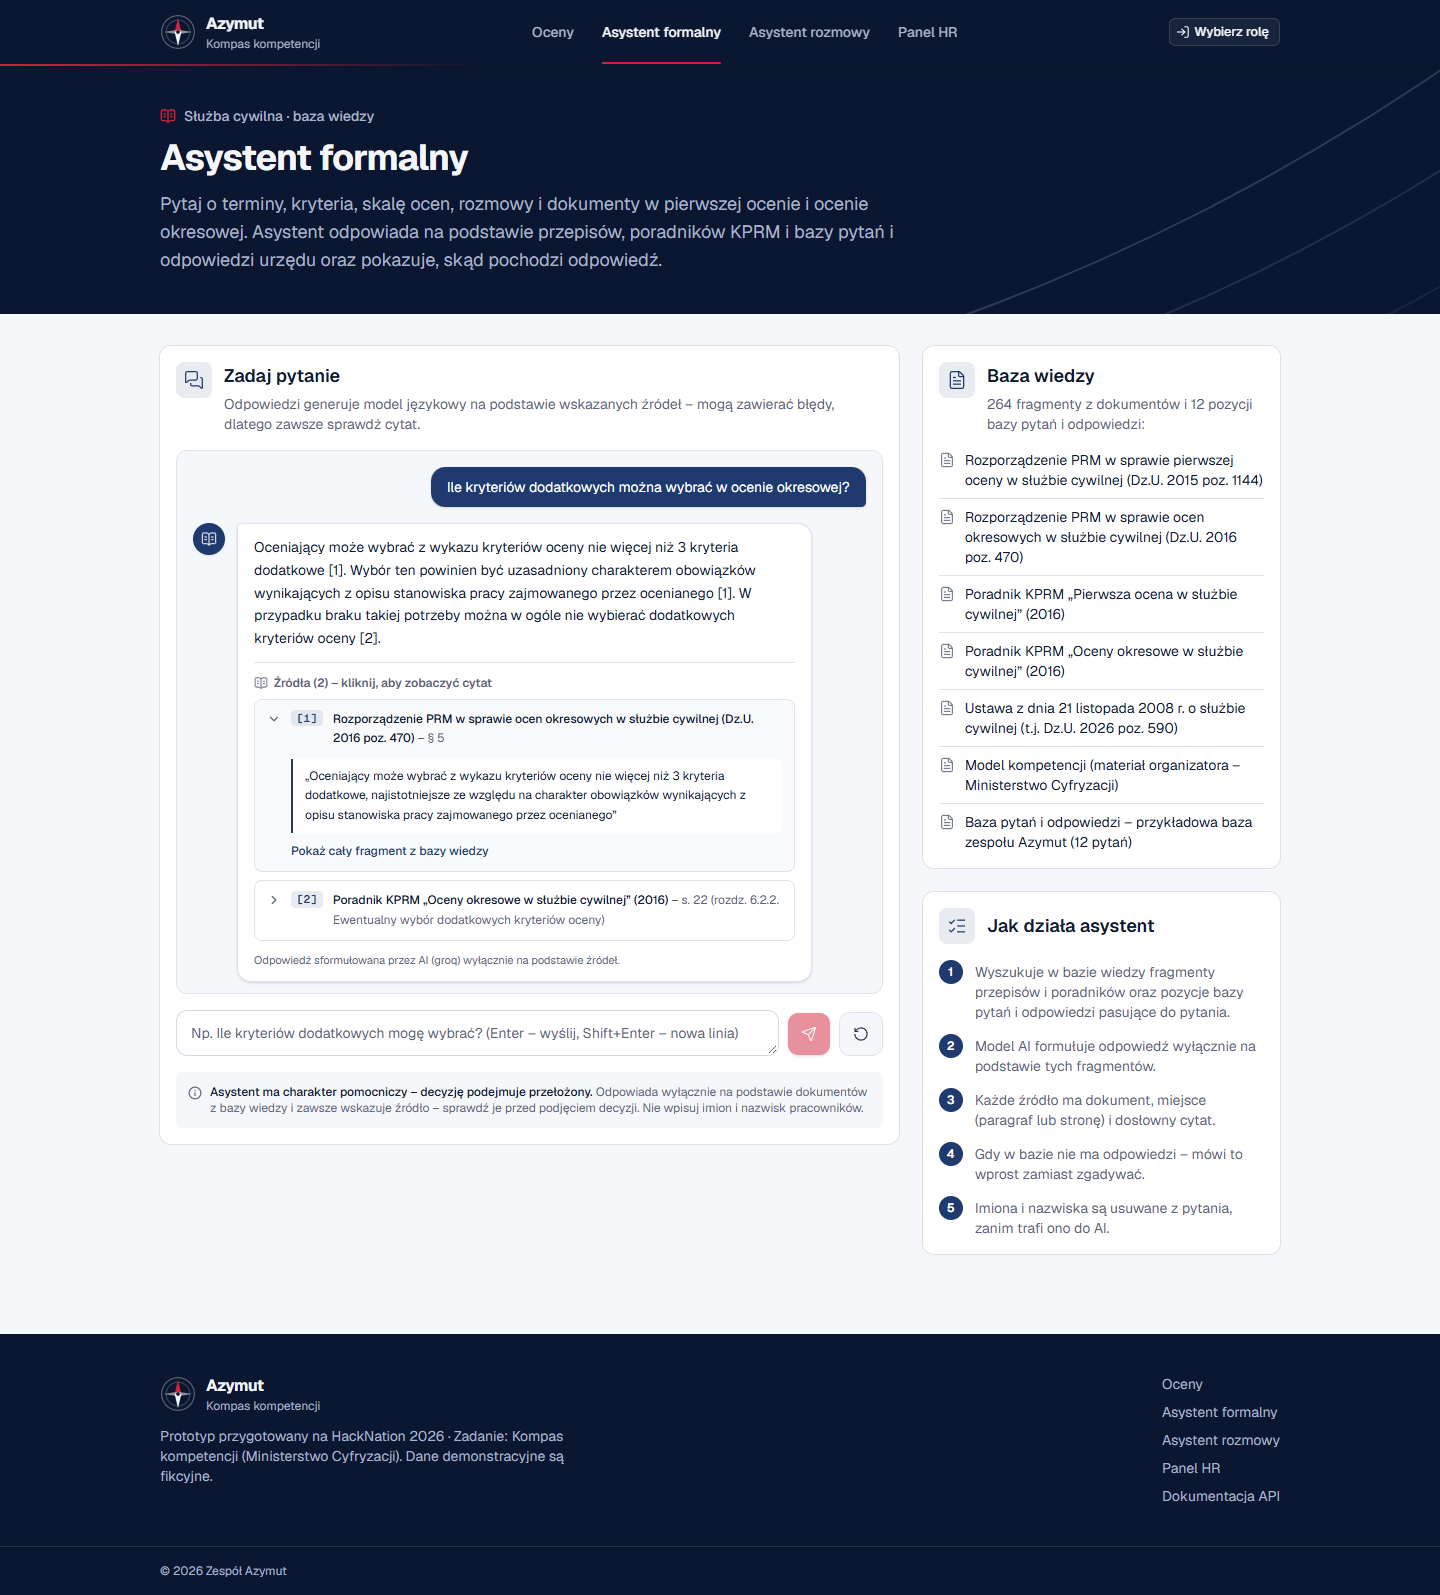 Azymut
Kompas kompetencji
Oceny
Asystent formalny
Asystent rozmowy
Panel HR
Wybierz rolę
Służba cywilna · baza wiedzy
Asystent formalny
Pytaj o terminy, kryteria, skalę ocen, rozmowy i dokumenty w pierwszej ocenie i ocenie
okresowej. Asystent odpowiada na podstawie przepisów, poradników KPRM i bazy pytań i
odpowiedzi urzędu oraz pokazuje, skąd pochodzi odpowiedź.
Zadaj pytanie
Odpowiedzi generuje model językowy na podstawie wskazanych źródeł – mogą zawierać błędy,
dlatego zawsze sprawdź cytat.
Ile kryteriów dodatkowych można wybrać w ocenie okresowej?
Oceniający może wybrać z wykazu kryteriów oceny nie więcej niż 3 kryteria
dodatkowe [1]. Wybór ten powinien być uzasadniony charakterem obowiązków
wynikających z opisu stanowiska pracy zajmowanego przez ocenianego [1]. W
przypadku braku takiej potrzeby można w ogóle nie wybierać dodatkowych
kryteriów oceny [2].
Źródła (2) – kliknij, aby zobaczyć cytat
[1] Rozporządzenie PRM w sprawie ocen okresowych w służbie cywilnej (Dz.U.
2016 poz. 470) – § 5
„Oceniający może wybrać z wykazu kryteriów oceny nie więcej niż 3 kryteria
dodatkowe, najistotniejsze ze względu na charakter obowiązków wynikających z
opisu stanowiska pracy zajmowanego przez ocenianego”
Pokaż cały fragment z bazy wiedzy
[2] Poradnik KPRM „Oceny okresowe w służbie cywilnej” (2016) – s. 22 (rozdz. 6.2.2.
Ewentualny wybór dodatkowych kryteriów oceny)
Odpowiedź sformułowana przez AI (groq) wyłącznie na podstawie źródeł.
Np. Ile kryteriów dodatkowych mogę wybrać? (Enter – wyślij, Shift+Enter – nowa linia)
Asystent ma charakter pomocniczy – decyzję podejmuje przełożony. Odpowiada wyłącznie na podstawie dokumentów
z bazy wiedzy i zawsze wskazuje źródło – sprawdź je przed podjęciem decyzji. Nie wpisuj imion i nazwisk pracowników.
Baza wiedzy
264 fragmenty z dokumentów i 12 pozycji
bazy pytań i odpowiedzi:
Rozporządzenie PRM w sprawie pierwszej
oceny w służbie cywilnej (Dz.U. 2015 poz. 1144)
Rozporządzenie PRM w sprawie ocen
okresowych w służbie cywilnej (Dz.U. 2016
poz. 470)
Poradnik KPRM „Pierwsza ocena w służbie
cywilnej” (2016)
Poradnik KPRM „Oceny okresowe w służbie
cywilnej” (2016)
Ustawa z dnia 21 listopada 2008 r. o służbie
cywilnej (t.j. Dz.U. 2026 poz. 590)
Model kompetencji (materiał organizatora –
Ministerstwo Cyfryzacji)
Baza pytań i odpowiedzi – przykładowa baza
zespołu Azymut (12 pytań)
Jak działa asystent
1 Wyszukuje w bazie wiedzy fragmenty
przepisów i poradników oraz pozycje bazy
pytań i odpowiedzi pasujące do pytania.
2 Model AI formułuje odpowiedź wyłącznie na
podstawie tych fragmentów.
3 Każde źródło ma dokument, miejsce
(paragraf lub stronę) i dosłowny cytat.
4 Gdy w bazie nie ma odpowiedzi – mówi to
wprost zamiast zgadywać.
5 Imiona i nazwiska są usuwane z pytania,
zanim trafi ono do AI.
Azymut
Kompas kompetencji
Prototyp przygotowany na HackNation 2026 · Zadanie: Kompas
kompetencji (Ministerstwo Cyfryzacji). Dane demonstracyjne są
fikcyjne.
Oceny
Asystent formalny
Asystent rozmowy
Panel HR
Dokumentacja API
© 2026 Zespół Azymut